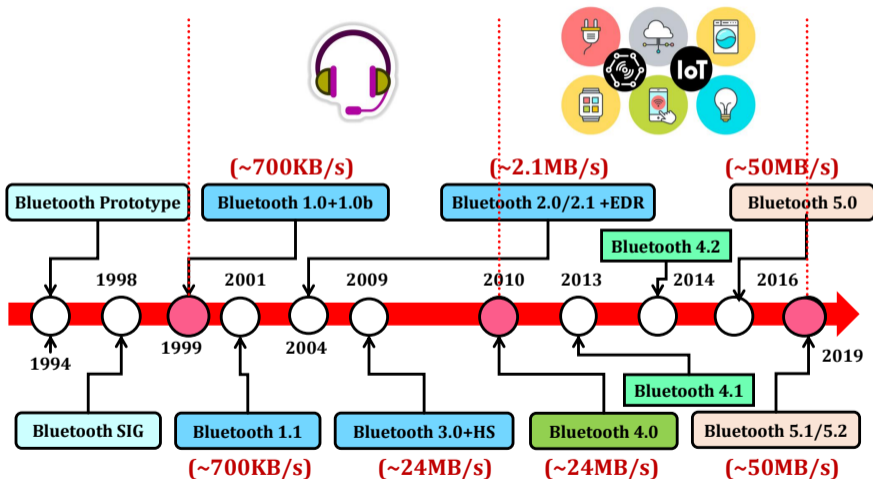 IoT
(~700KB/s)
(~2.1MB/s)
(~50MB/s)
Bluetooth Prototype
Bluetooth 1.0+1.0b
Bluetooth 2.0/2.1 +EDR
Bluetooth 5.0
Bluetooth 4.2
1998
2001
2009
2010
2013
2014
2016
1994
1999
2004
2019
Bluetooth 4.1
Bluetooth SIG
Bluetooth 1.1
Bluetooth 3.0+HS
Bluetooth 4.0
Bluetooth 5.1/5.2
(~700KB/s)
(~24MB/s)
(~24MB/s)
(~50MB/s)